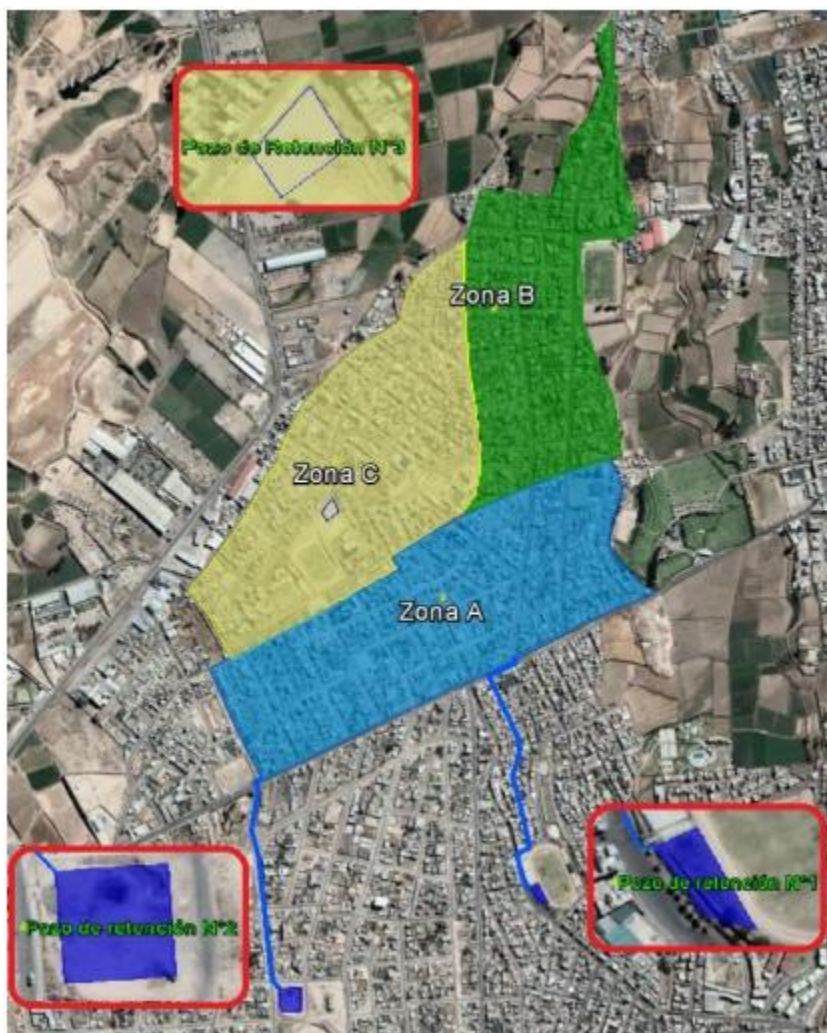 Pozo de Retención N°3
Zona B
Zona C
Zona A
Pozo de retención N°1
Pozo de retención N°2